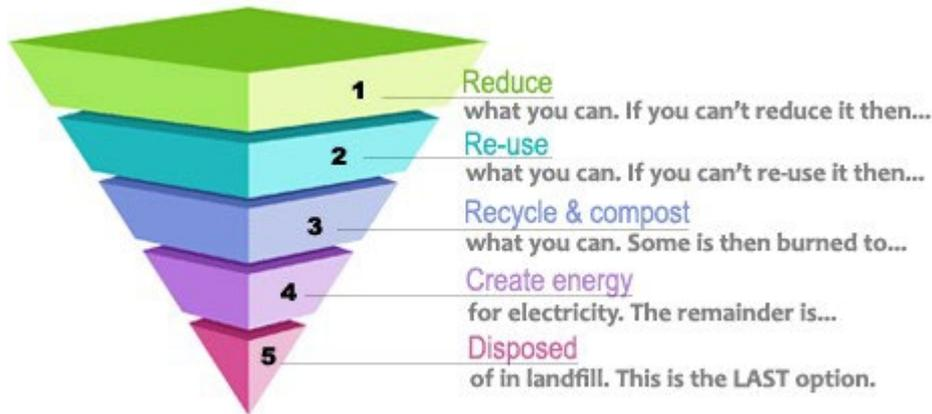 1
Reduce
what you can. If you can't reduce it then...
2
Re-use
what you can. If you can't re-use it then...
3
Recycle & compost
what you can. Some is then burned to...
4
Create energy
for electricity. The remainder is...
5
Disposed
of in landfill. This is the LAST option.